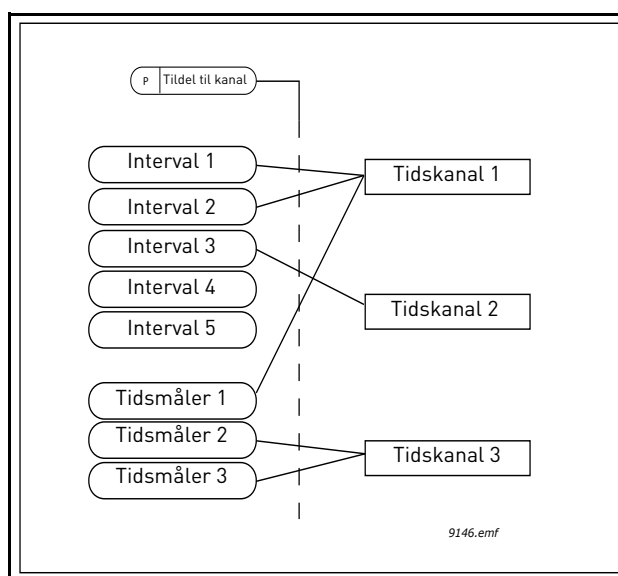 P Tildel til kanal
Interval 1
Interval 2
Interval 3
Interval 4
Interval 5
Tidsmåler 1
Tidsmåler 2
Tidsmåler 3
Tidskanal 1
Tidskanal 2
Tidskanal 3
9146.emf